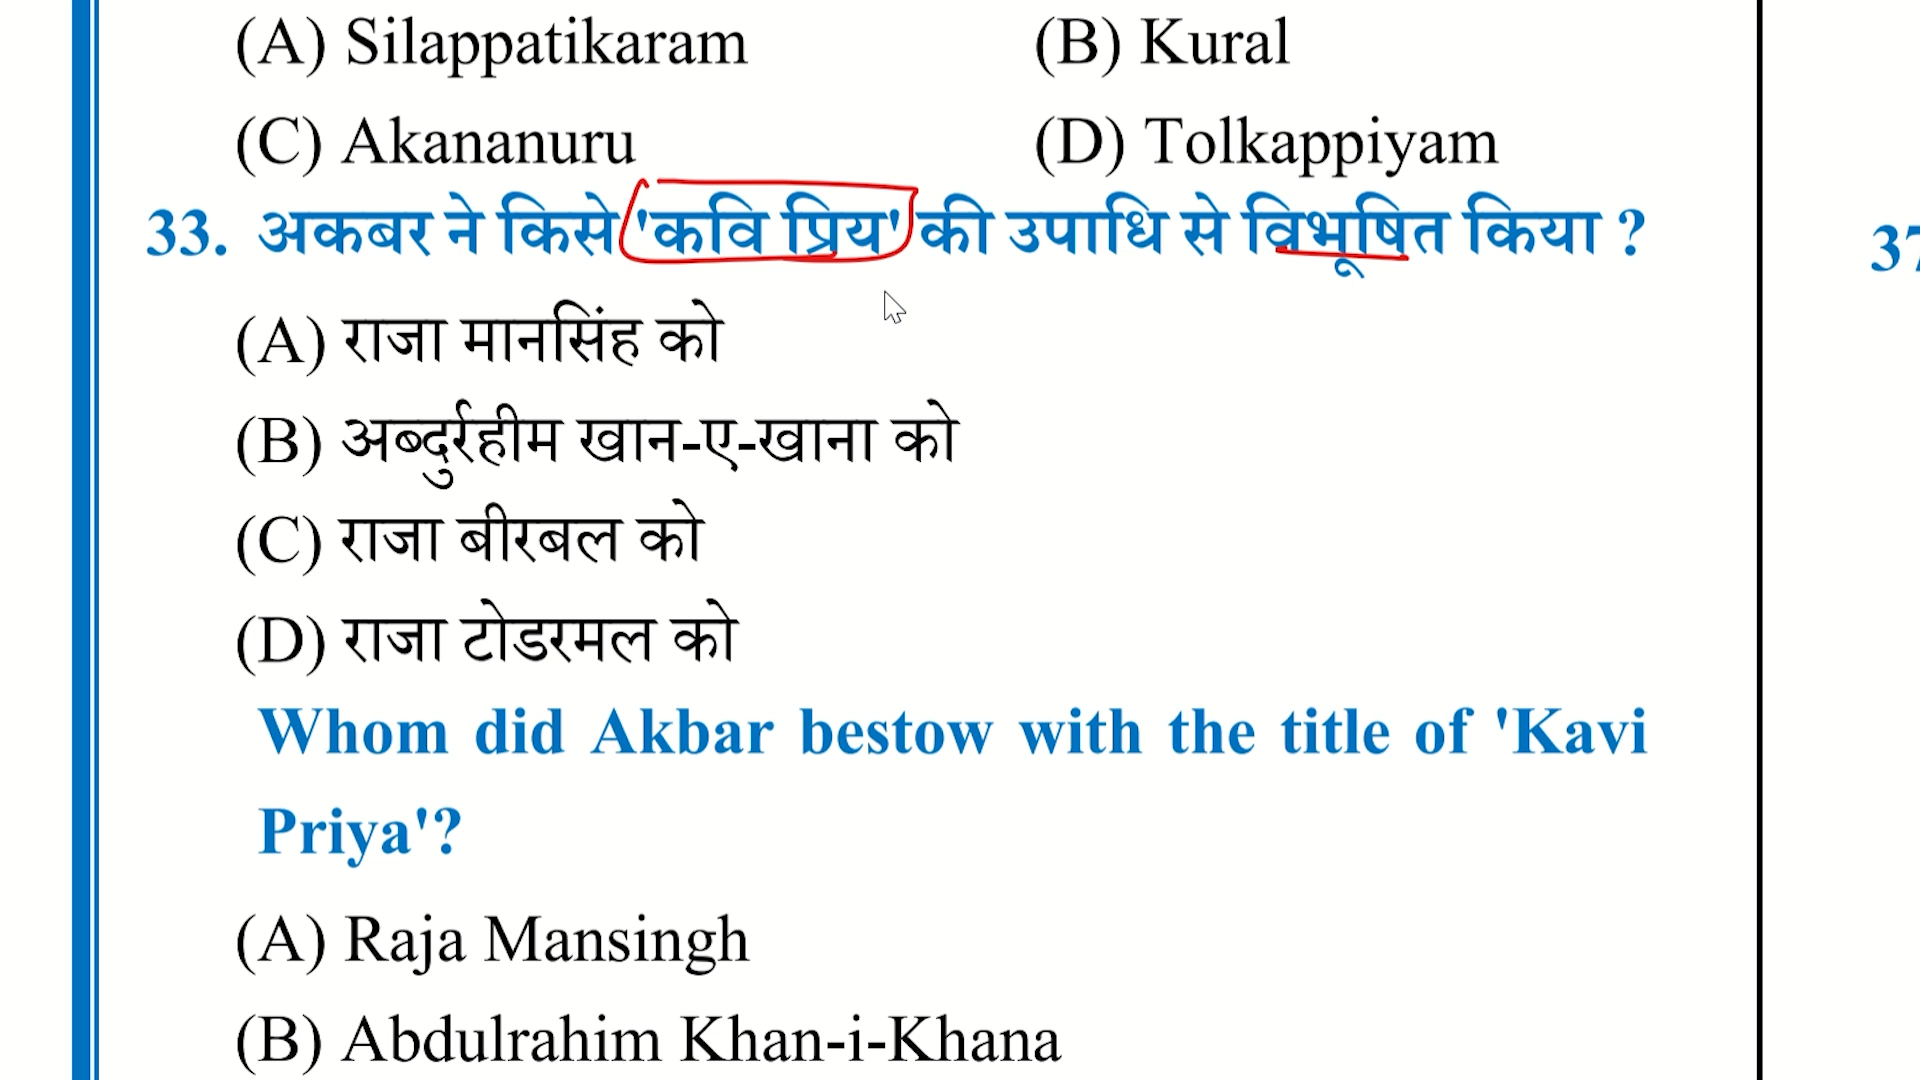 (A) Silappatikaram (B) Kural
(C) Akananuru (D) Tolkappiyam
33. अकबर ने किसे 'कवि प्रिय' की उपाधि से विभूषित किया ?
(A) राजा मानसिंह को
(B) अब्दुर्रहीम खान-ए-खाना को
(C) राजा बीरबल को
(D) राजा टोडरमल को
Whom did Akbar bestow with the title of 'Kavi
Priya'?
(A) Raja Mansingh
(B) Abdulrahim Khan-i-Khana